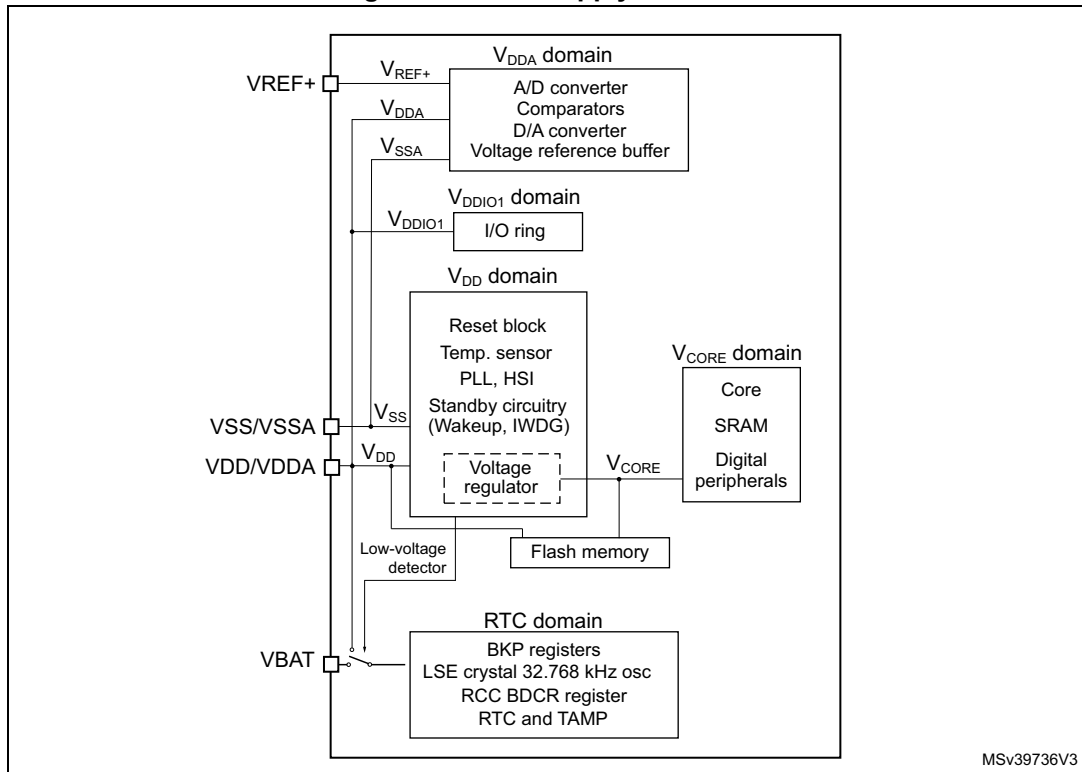 VREF+
VREF+
VDDA domain
A/D converter
Comparators
D/A converter
Voltage reference buffer
VDDA
VSSA
VDDIO1 domain
VDDIO1
I/O ring
VDD domain
Reset block
Temp. sensor
PLL, HSI
Standby circuitry
(Wakeup, IWDG)
Voltage
regulator
VCORE domain
Core
SRAM
Digital
peripherals
VCORE
VSS/VSSA
VSS
VDD/VDDA
VDD
Flash memory
Low-voltage
detector
RTC domain
BKP registers
LSE crystal 32.768 kHz osc
RCC BDCR register
RTC and TAMP
VBAT
MSv39736V3